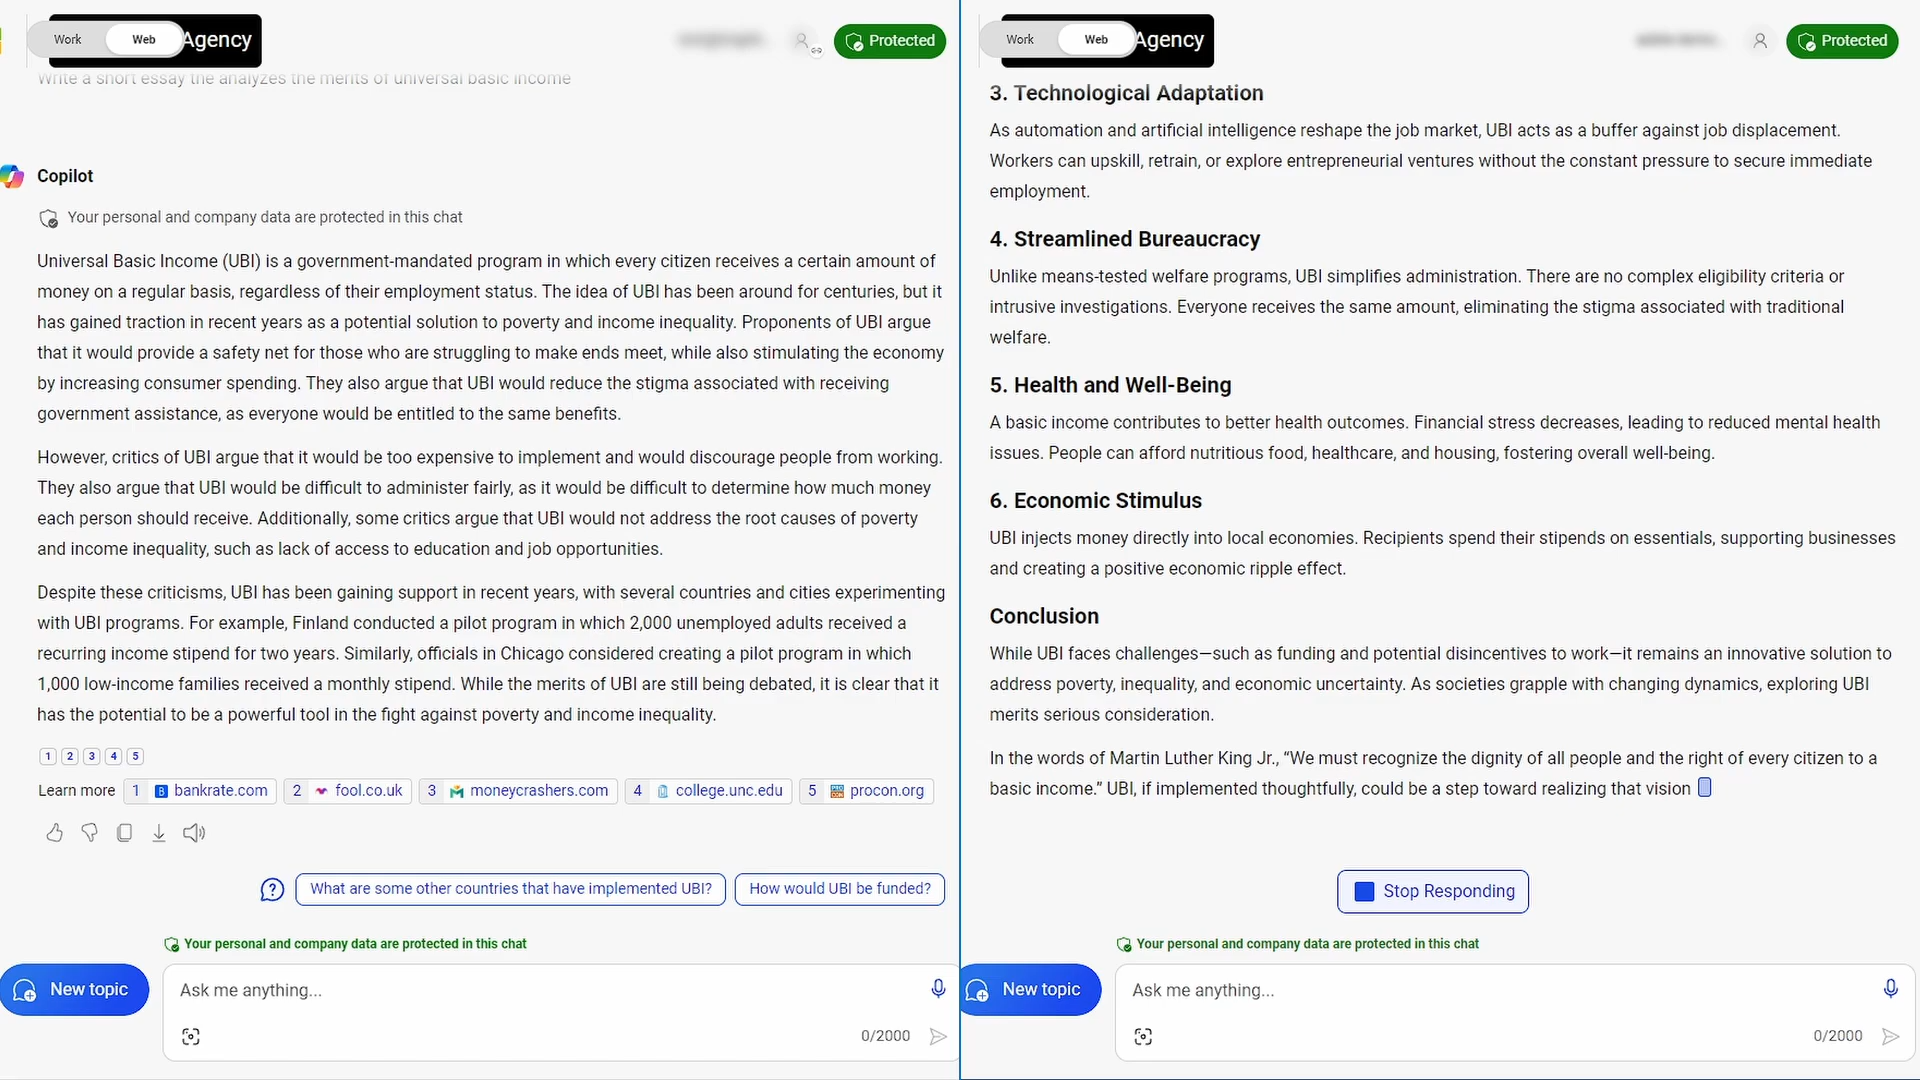 Work
Web
Agency
Protected
Write a short essay the analyzes the merits of universal basic income
Copilot
Your personal and company data are protected in this chat
Universal Basic Income (UBI) is a government-mandated program in which every citizen receives a certain amount of
money on a regular basis, regardless of their employment status. The idea of UBI has been around for centuries, but it
has gained traction in recent years as a potential solution to poverty and income inequality. Proponents of UBI argue
that it would provide a safety net for those who are struggling to make ends meet, while also stimulating the economy
by increasing consumer spending. They also argue that UBI would reduce the stigma associated with receiving
government assistance, as everyone would be entitled to the same benefits.
However, critics of UBI argue that it would be too expensive to implement and would discourage people from working.
They also argue that UBI would be difficult to administer fairly, as it would be difficult to determine how much money
each person should receive. Additionally, some critics argue that UBI would not address the root causes of poverty
and income inequality, such as lack of access to education and job opportunities.
Despite these criticisms, UBI has been gaining support in recent years, with several countries and cities experimenting
with UBI programs. For example, Finland conducted a pilot program in which 2,000 unemployed adults received a
recurring income stipend for two years. Similarly, officials in Chicago considered creating a pilot program in which
1,000 low-income families received a monthly stipend. While the merits of UBI are still being debated, it is clear that it
has the potential to be a powerful tool in the fight against poverty and income inequality.
1 2 3 4 5
Learn more 1 bankrate.com 2 fool.co.uk 3 moneycrashers.com 4 college.unc.edu 5 procon.org
What are some other countries that have implemented UBI? How would UBI be funded?
Your personal and company data are protected in this chat
New topic
Ask me anything...
0/2000
Work
Web
Agency
Protected
3. Technological Adaptation
As automation and artificial intelligence reshape the job market, UBI acts as a buffer against job displacement.
Workers can upskill, retrain, or explore entrepreneurial ventures without the constant pressure to secure immediate
employment.
4. Streamlined Bureaucracy
Unlike means-tested welfare programs, UBI simplifies administration. There are no complex eligibility criteria or
intrusive investigations. Everyone receives the same amount, eliminating the stigma associated with traditional
welfare.
5. Health and Well-Being
A basic income contributes to better health outcomes. Financial stress decreases, leading to reduced mental health
issues. People can afford nutritious food, healthcare, and housing, fostering overall well-being.
6. Economic Stimulus
UBI injects money directly into local economies. Recipients spend their stipends on essentials, supporting businesses
and creating a positive economic ripple effect.
Conclusion
While UBI faces challenges—such as funding and potential disincentives to work—it remains an innovative solution to
address poverty, inequality, and economic uncertainty. As societies grapple with changing dynamics, exploring UBI
merits serious consideration.
In the words of Martin Luther King Jr., “We must recognize the dignity of all people and the right of every citizen to a
basic income.” UBI, if implemented thoughtfully, could be a step toward realizing that vision
Stop Responding
Your personal and company data are protected in this chat
New topic
Ask me anything...
0/2000